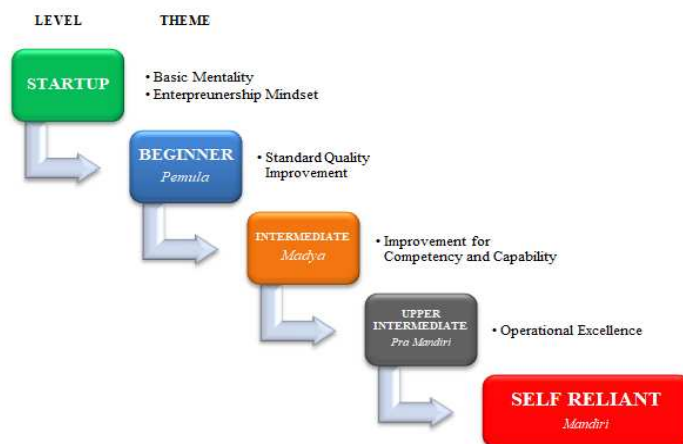 LEVEL THEME
STARTUP
• Basic Mentality
• Enterpreunership Mindset
BEGINNER
Pemula
• Standard Quality
Improvement
INTERMEDIATE
Madya
• Improvement for
Competency and Capability
UPPER
INTERMEDIATE
Pra Mandiri
• Operational Excellence
SELF RELIANT
Mandiri